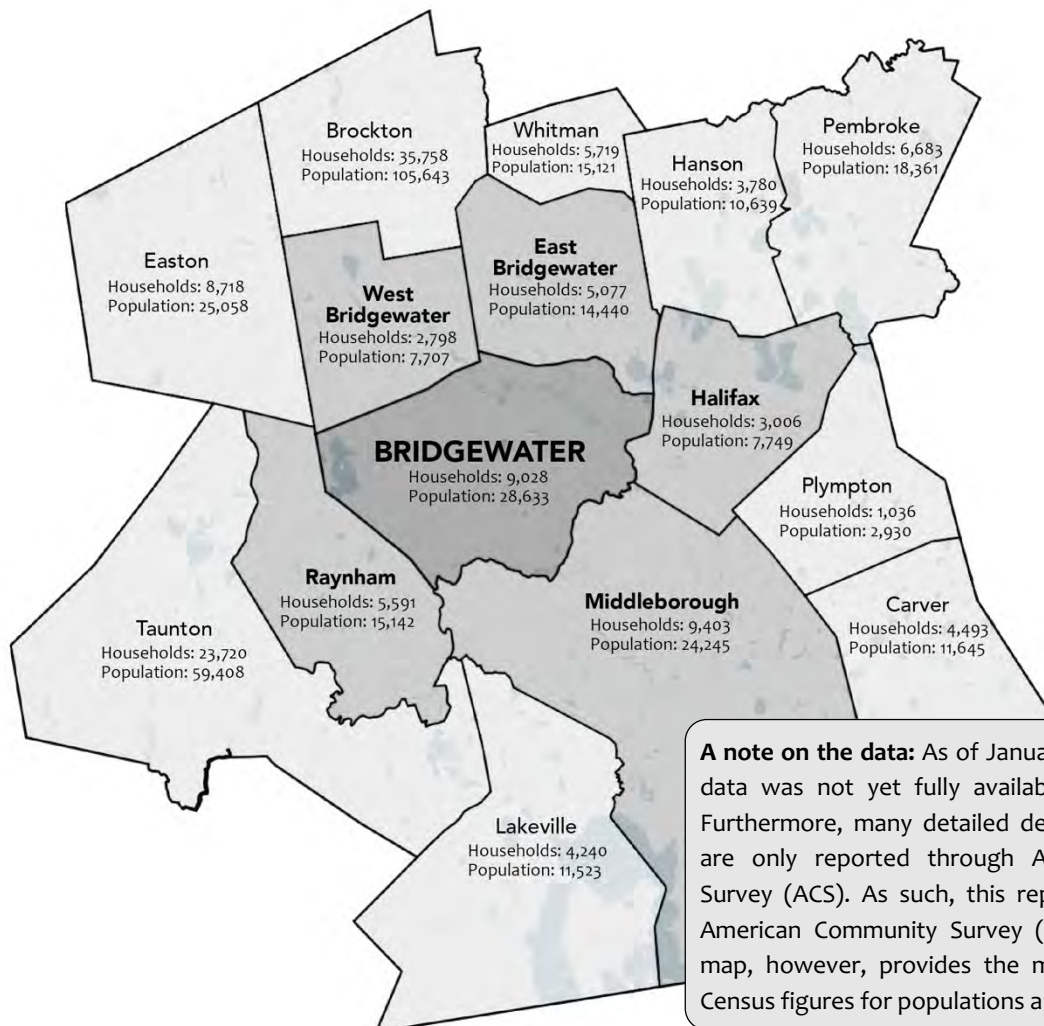 Brockton
Households: 35,758
Population: 105,643
Whitman
Households: 5,719
Population: 15,121
Hanson
Households: 3,780
Population: 10,639
Pembroke
Households: 6,683
Population: 18,361
Easton
Households: 8,718
Population: 25,058
West
Bridgewater
Households: 2,798
Population: 7,707
East
Bridgewater
Households: 5,077
Population: 14,440
Halifax
Households: 3,006
Population: 7,749
BRIDGEWATER
Households: 9,028
Population: 28,633
Plympton
Households: 1,036
Population: 2,930
Raynham
Households: 5,591
Population: 15,142
Middleborough
Households: 9,403
Population: 24,245
Carver
Households: 4,493
Population: 11,645
Taunton
Households: 23,720
Population: 59,408
Lakeville
Households: 4,240
Population: 11,523
A note on the data: As of
data was not yet fully
Furthermore, many detailed
are only reported through
Survey (ACS). As such, this
American Community Survey
map, however, provides the
Census figures for populations